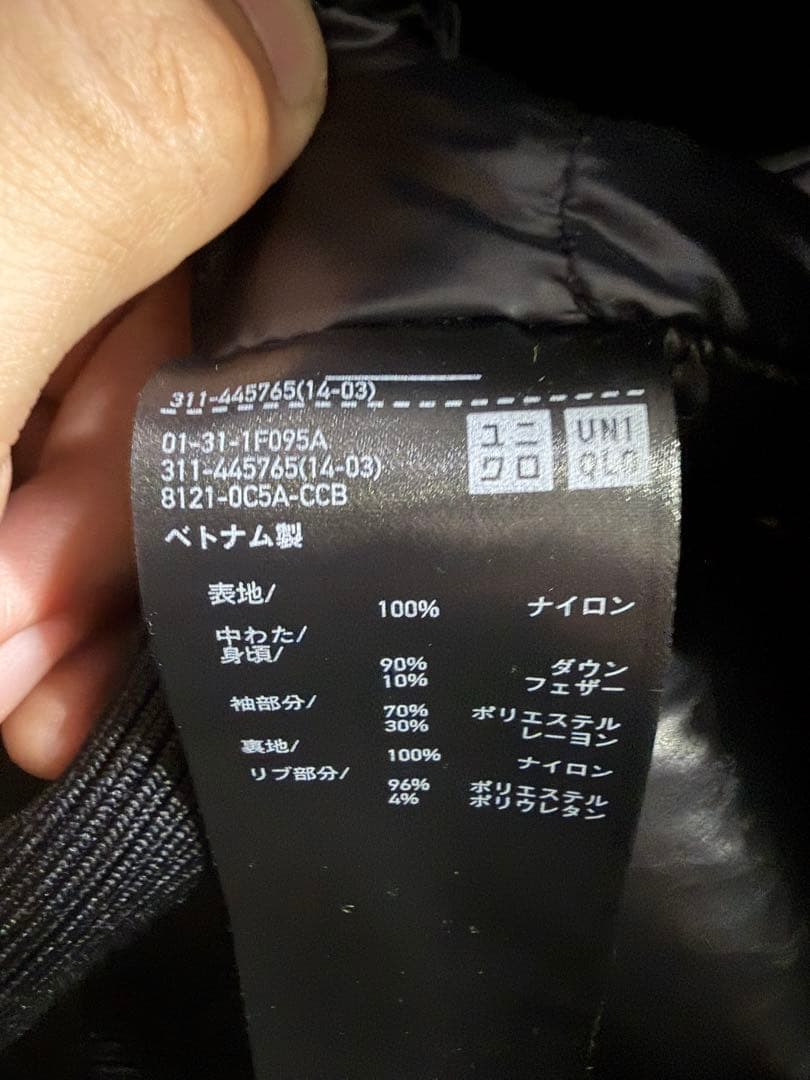 311-445765(14-03)
01-31-1F095A
311-445765(14-03)
8121-0C5A-CCB
ユニ
クロ
UNI
QLO
ベトナム製
表地/ 100% ナイロン
中わた/
身頃/ 90% ダウン
10% フェザー
袖部分/ 70% ポリエステル
30% レーヨン
裏地/ 100% ナイロン
リブ部分/ 96% ポリエステル
4% ポリウレタン